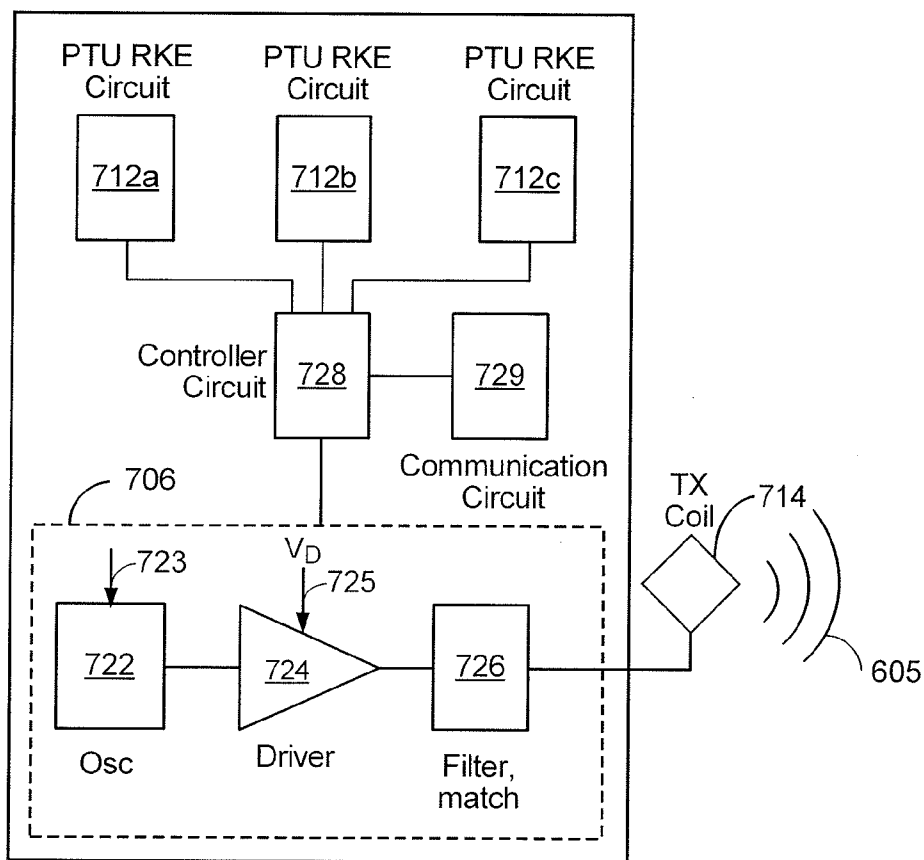 PTU RKE
Circuit
PTU RKE
Circuit
PTU RKE
Circuit
712a
712b
712c
Controller
Circuit
728
729
Communication
Circuit
706
TX
Coil
714
723
VD
725
722
724
726
605
Osc
Driver
Filter,
match